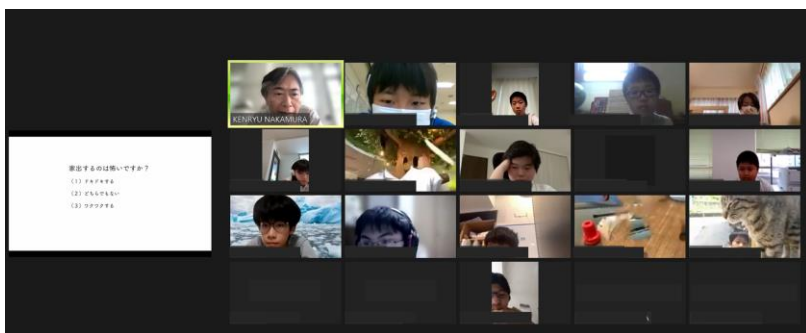 家出するのは怖いですか？
（１）ドキドキする
（２）どちらでもない
（３）ワクワクする
KENRYU NAKAMURA